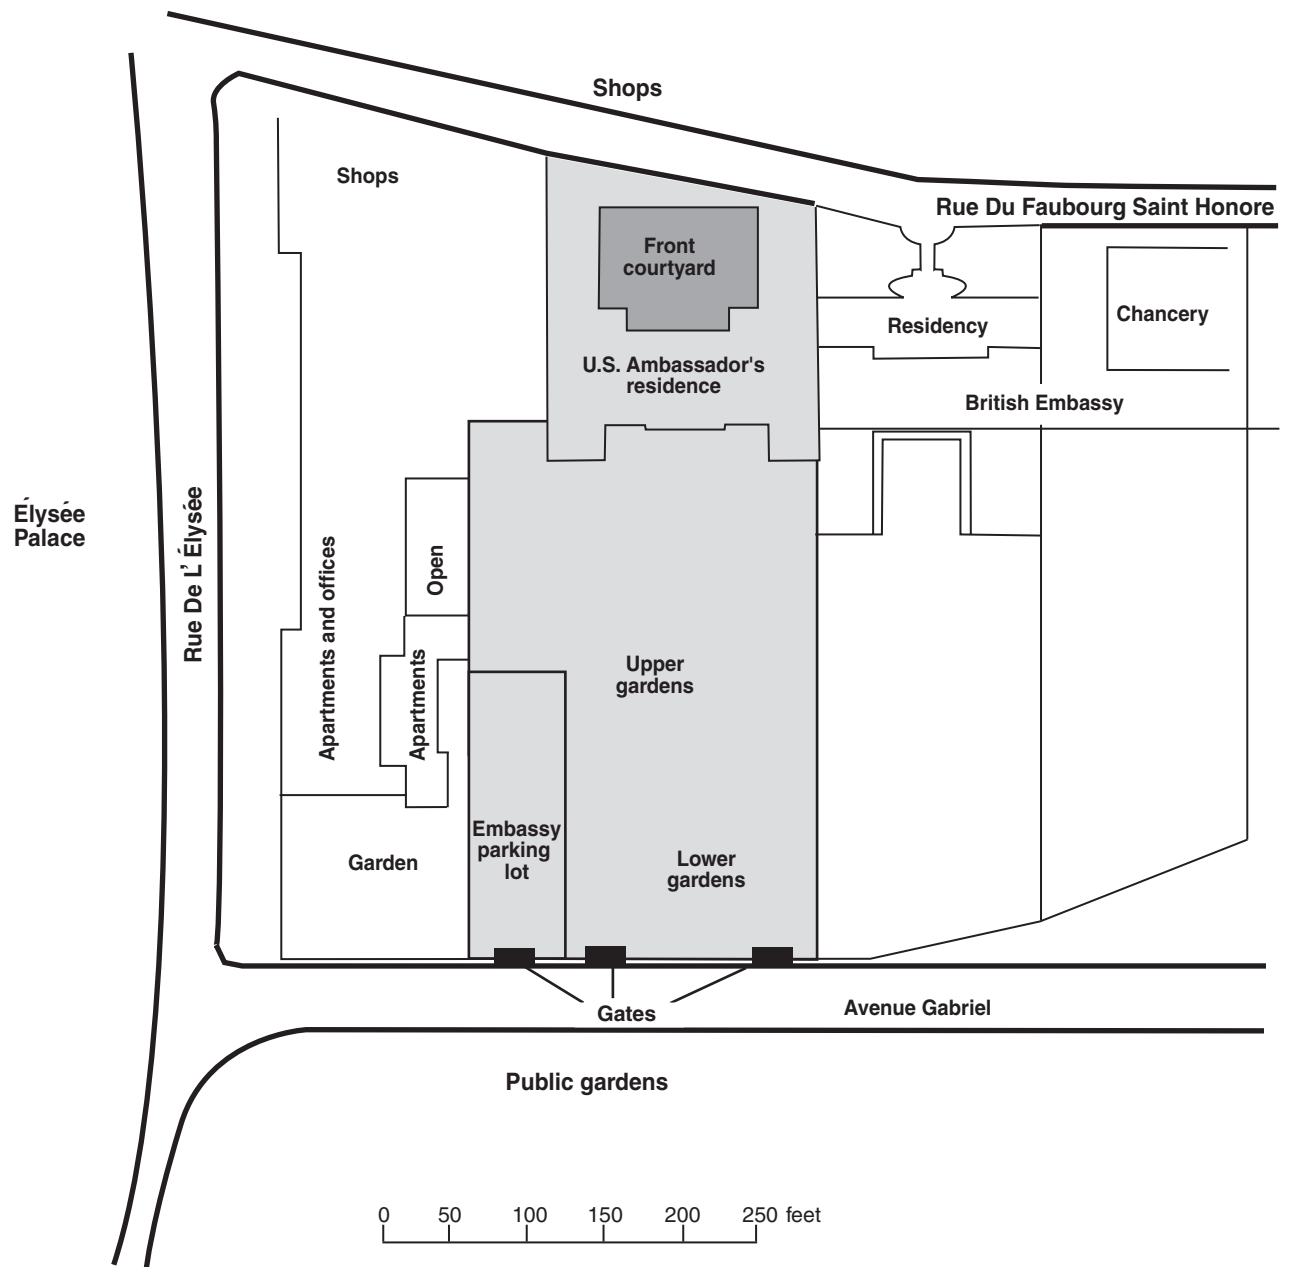 Shops
Shops
Rue Du Faubourg Saint Honore
Front
courtyard
Chancery
Residency
U.S. Ambassador's
residence
British Embassy
Élysée
Palace
Rue De L' Élysée
Apartments and offices
Open
Apartments
Upper
gardens
Embassy
parking
lot
Garden
Lower
gardens
Gates
Avenue Gabriel
Public gardens
0 50 100 150 200 250 feet